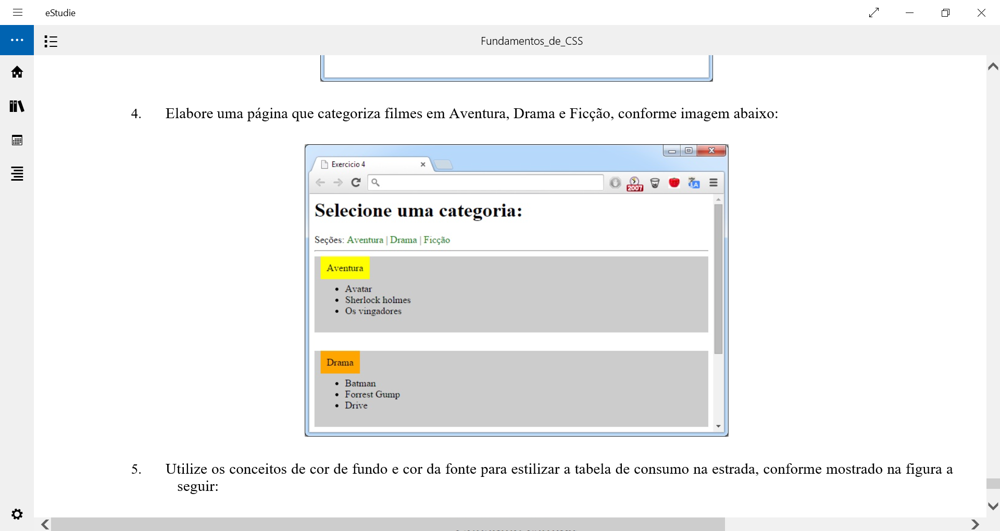 eStudie
Fundamentos_de_CSS
4. Elabore uma página que categoriza filmes em Aventura, Drama e Ficção, conforme imagem abaixo:
Exercicio 4
2007
A
Selecione uma categoria:
Seções: Aventura | Drama | Ficção
Aventura
• Avatar
• Sherlock holmes
• Os vingadores
Drama
• Batman
• Forrest Gump
• Drive
5. Utilize os conceitos de cor de fundo e cor da fonte para estilizar a tabela de consumo na estrada, conforme mostrado na figura a
seguir: